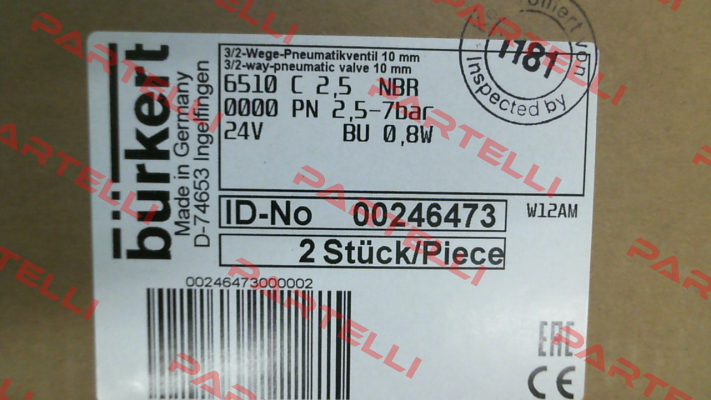 bürkert
Made in Germany
D-74653 Ingelfingen
3/2-Wege-Pneumatikventil 10 mm
3/2-way-pneumatic valve 10 mm
6510 C 2,5 NBR
0000 PN 2,5-7bar
24V BU 0,8W
ID-No 00246473
W12AM
2 Stück/Piece
00246473000002
EAC
CE
von
1181
Inspected by
PARTELLI
PARTELLI
PARTELLI
PARTELLI
PARTELLI
PARTELLI